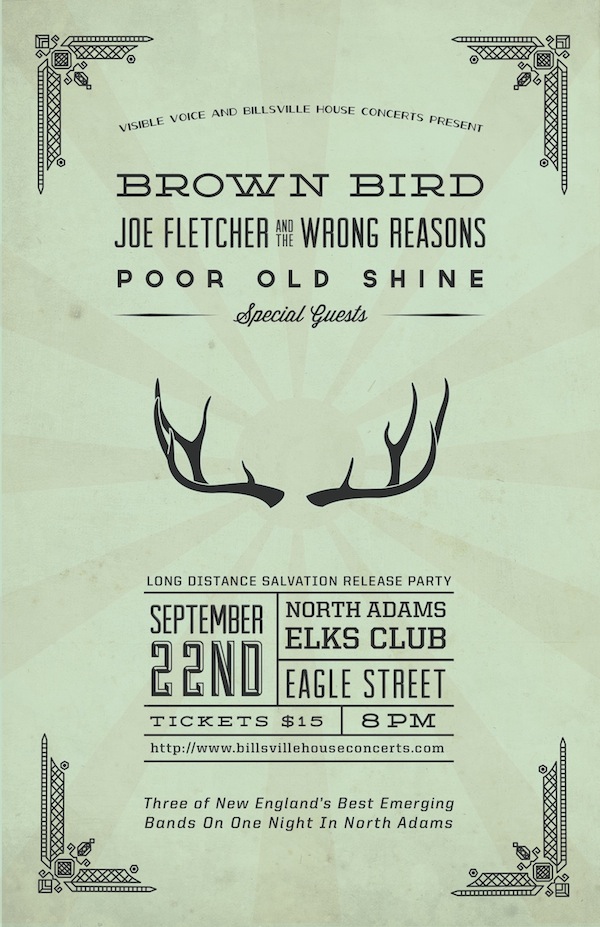 VISIBLE VOICE AND BILLSVILLE HOUSE CONCERTS PRESENT
BROWN BIRD
JOE FLETCHER AND THE WRONG REASONS
POOR OLD SHINE
Special Guests
LONG DISTANCE SALVATION RELEASE PARTY
SEPTEMBER
22ND
NORTH ADAMS
ELKS CLUB
EAGLE STREET
TICKETS $15
8PM
http://www.billsvillehouseconcerts.com
Three of New England's Best Emerging
Bands On One Night In North Adams